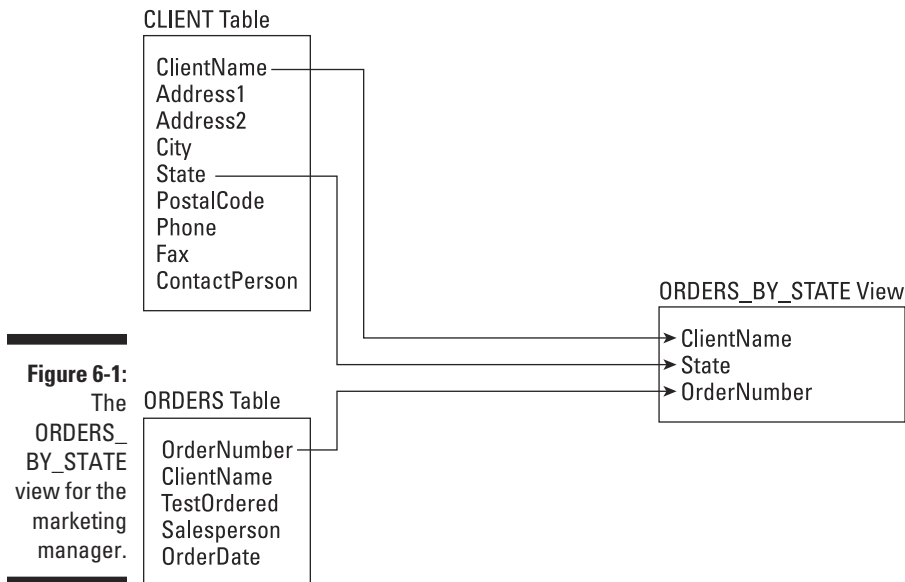 CLIENT Table
ClientName
Address1
Address2
City
State
PostalCode
Phone
Fax
ContactPerson
ORDERS_BY_STATE View
ClientName
State
OrderNumber
Figure 6-1:
The
ORDERS_
BY_STATE
view for the
marketing
manager.
ORDERS Table
OrderNumber
ClientName
TestOrdered
Salesperson
OrderDate